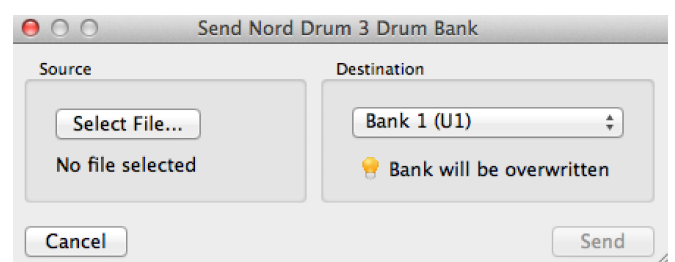 Send Nord Drum 3 Drum Bank
Source
Destination
Select File...
Bank 1 (U1)
No file selected
Bank will be overwritten
Cancel
Send